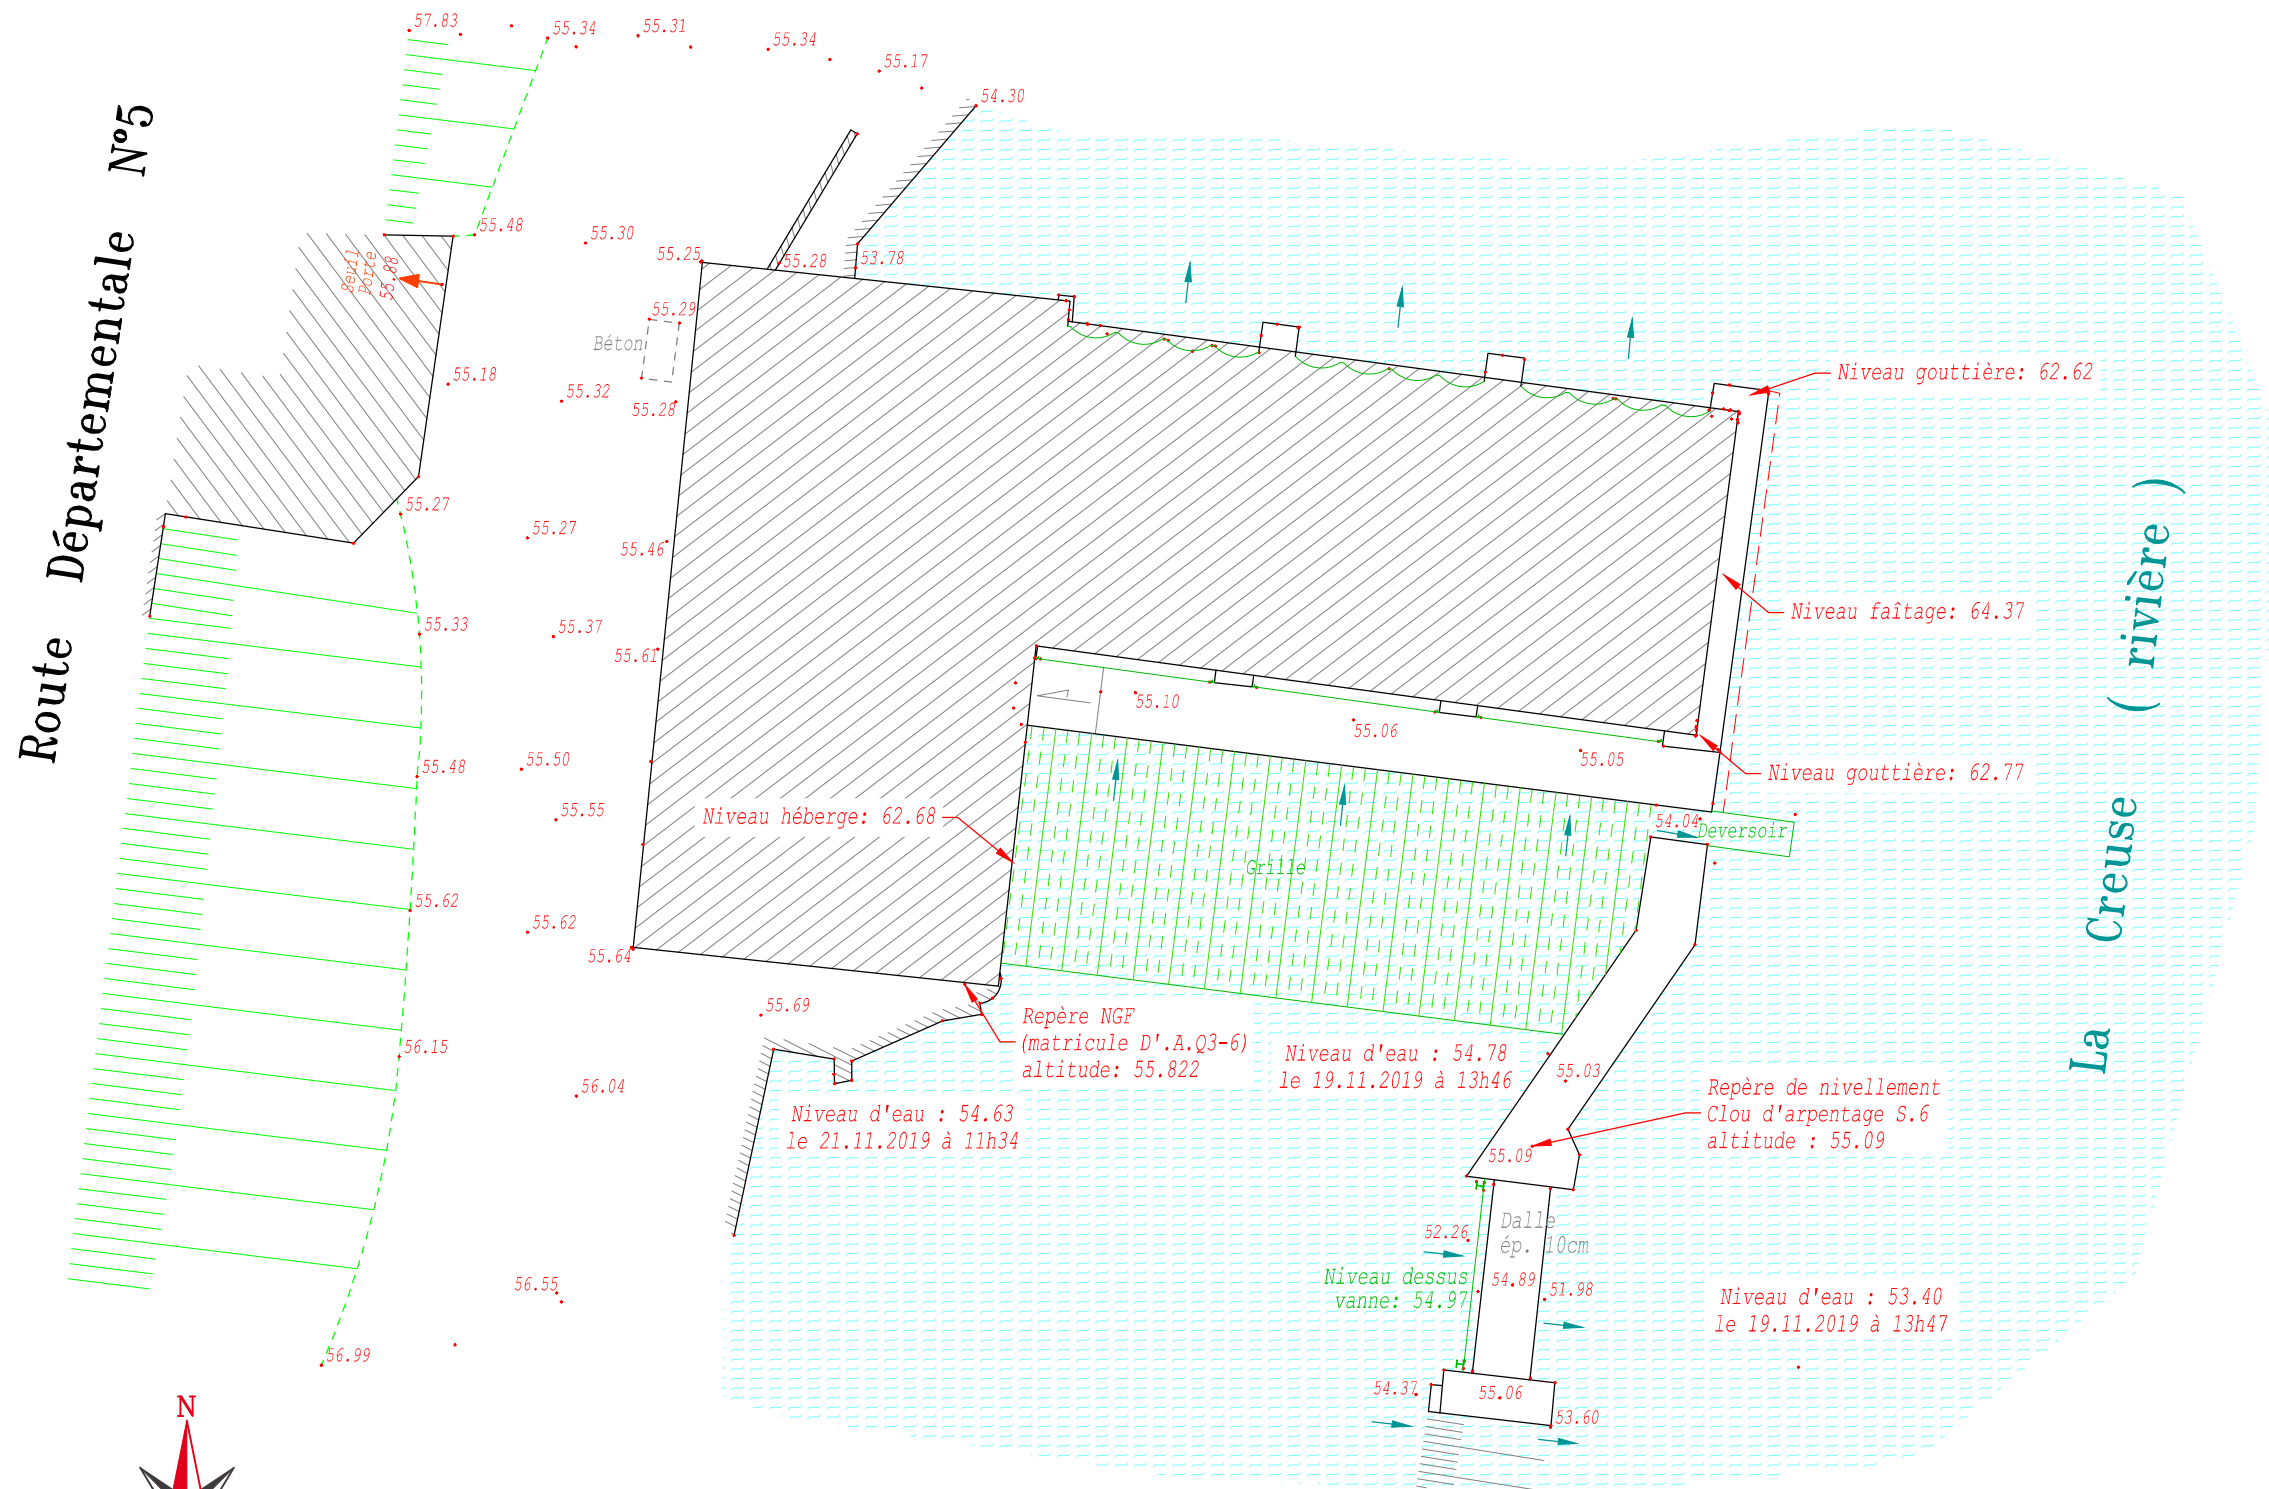 57.83
55.34
55.31
55.34
55.17
54.30
Route Départementale N°5
55.48
55.30
55.25
55.28
53.78
Seuil
porte
55.88
55.29
Béton
55.18
55.32
55.28
Niveau gouttière: 62.62
55.27
55.27
55.46
La Creuse ( rivière )
Niveau faîtage: 64.37
55.33
55.37
55.61
55.10
55.06
55.05
55.48
55.50
Niveau gouttière: 62.77
55.55
Niveau héberge: 62.68
54.04
Deversoir
Grille
55.62
55.62
55.64
55.69
Repère NGF
(matricule D'.A.Q3-6)
altitude: 55.822
56.15
56.04
Niveau d'eau : 54.78
le 19.11.2019 à 13h46
55.03
Repère de nivellement
Clou d'arpentage S.6
altitude : 55.09
Niveau d'eau : 54.63
le 21.11.2019 à 11h34
55.09
52.26
Dalle
ép. 10cm
Niveau dessus
vanne: 54.97
54.89
51.98
56.55
Niveau d'eau : 53.40
le 19.11.2019 à 13h47
56.99
54.37
55.06
53.60
N